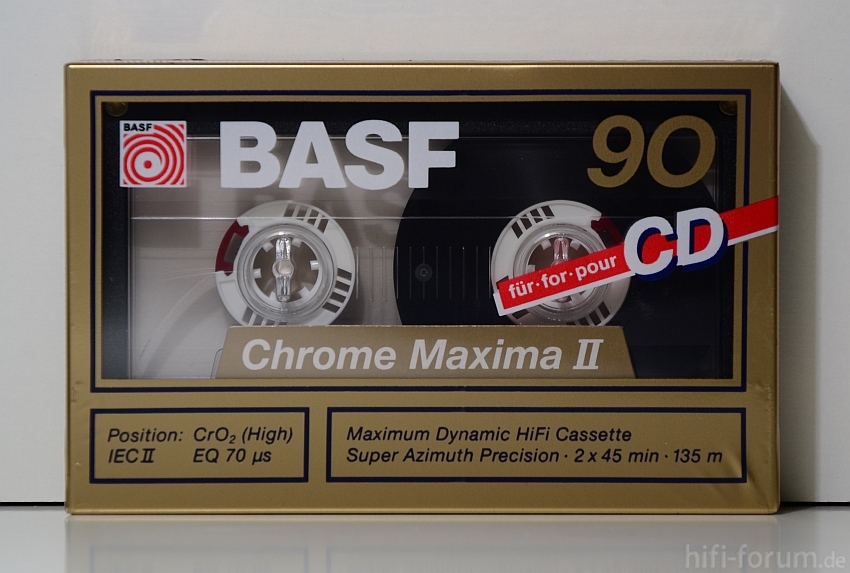 BASF
BASF
90
für·for·pour CD
Chrome Maxima II
Position: CrO₂ (High)
IEC II EQ 70 µs
Maximum Dynamic HiFi Cassette
Super Azimuth Precision · 2 x 45 min · 135 m
hifi-forum.de